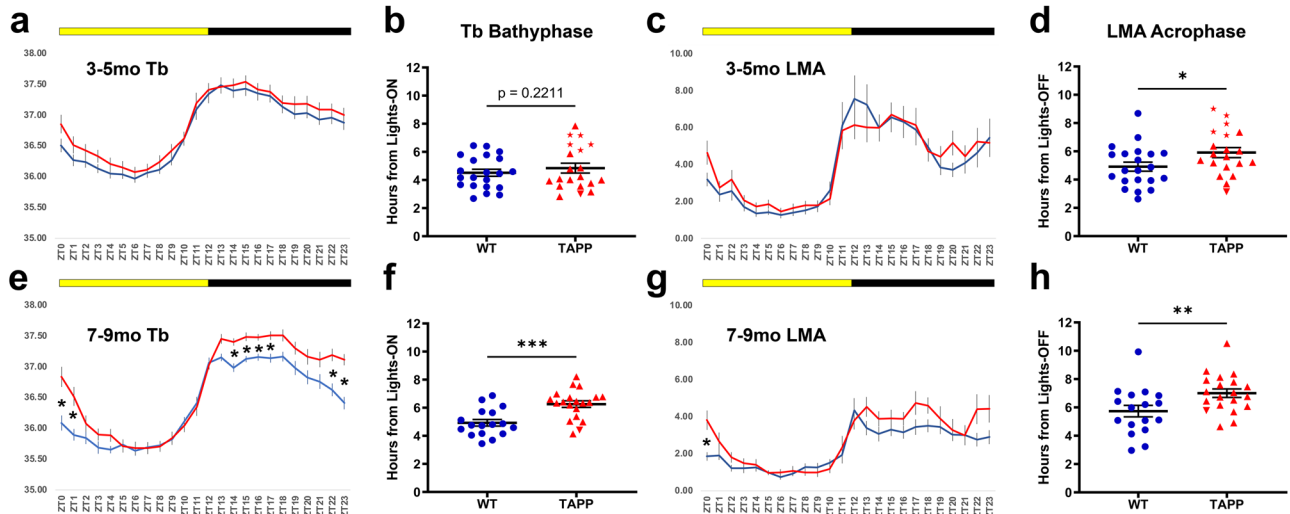 a
3-5mo Tb
38.00
37.50
37.00
36.50
36.00
35.50
35.00
ZT0 ZT1 ZT2 ZT3 ZT4 ZT5 ZT6 ZT7 ZT8 ZT9 ZT10 ZT11 ZT12 ZT13 ZT14 ZT15 ZT16 ZT17 ZT18 ZT19 ZT20 ZT21 ZT22 ZT23
b
Tb Bathyphase
Hours from Lights-ON
12
10
8
6
4
2
0
p = 0.2211
WT TAPP
c
3-5mo LMA
10.00
8.00
6.00
4.00
2.00
0.00
ZT0 ZT1 ZT2 ZT3 ZT4 ZT5 ZT6 ZT7 ZT8 ZT9 ZT10 ZT11 ZT12 ZT13 ZT14 ZT15 ZT16 ZT17 ZT18 ZT19 ZT20 ZT21 ZT22 ZT23
d
LMA Acrophase
Hours from Lights-OFF
12
10
8
6
4
2
0
*
WT TAPP
e
7-9mo Tb
38.00
37.50
37.00
36.50
36.00
35.50
35.00
* * * * * * * *
ZT0 ZT1 ZT2 ZT3 ZT4 ZT5 ZT6 ZT7 ZT8 ZT9 ZT10 ZT11 ZT12 ZT13 ZT14 ZT15 ZT16 ZT17 ZT18 ZT19 ZT20 ZT21 ZT22 ZT23
f
Hours from Lights-ON
12
10
8
6
4
2
0
***
WT TAPP
g
7-9mo LMA
10.00
8.00
6.00
4.00
2.00
0.00
*
ZT0 ZT1 ZT2 ZT3 ZT4 ZT5 ZT6 ZT7 ZT8 ZT9 ZT10 ZT11 ZT12 ZT13 ZT14 ZT15 ZT16 ZT17 ZT18 ZT19 ZT20 ZT21 ZT22 ZT23
h
Hours from Lights-OFF
12
10
8
6
4
2
0
**
WT TAPP